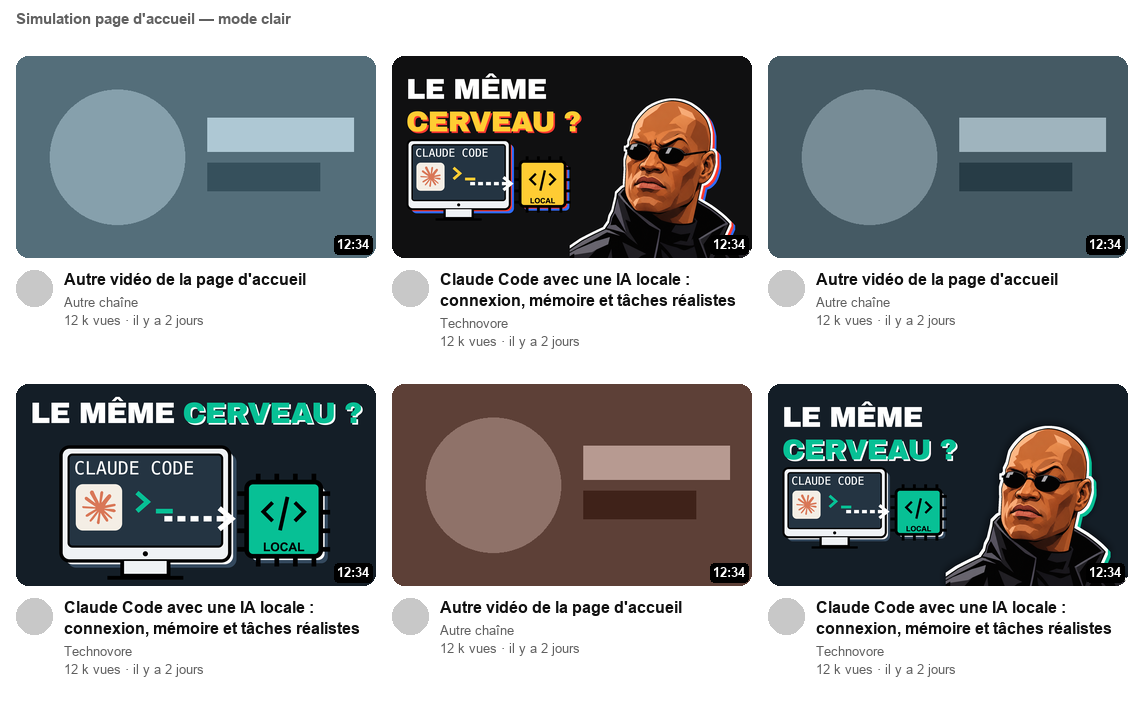 Simulation page d'accueil — mode clair
12:34
Autre vidéo de la page d'accueil
Autre chaîne
12 k vues · il y a 2 jours
LE MÊME
CERVEAU ?
CLAUDE CODE
>_
</>
LOCAL
12:34
Claude Code avec une IA locale :
connexion, mémoire et tâches réalistes
Technovore
12 k vues · il y a 2 jours
12:34
Autre vidéo de la page d'accueil
Autre chaîne
12 k vues · il y a 2 jours
LE MÊME CERVEAU ?
CLAUDE CODE
>_
</>
LOCAL
12:34
Claude Code avec une IA locale :
connexion, mémoire et tâches réalistes
Technovore
12 k vues · il y a 2 jours
12:34
Autre vidéo de la page d'accueil
Autre chaîne
12 k vues · il y a 2 jours
LE MÊME
CERVEAU ?
CLAUDE CODE
>_
</>
LOCAL
12:34
Claude Code avec une IA locale :
connexion, mémoire et tâches réalistes
Technovore
12 k vues · il y a 2 jours